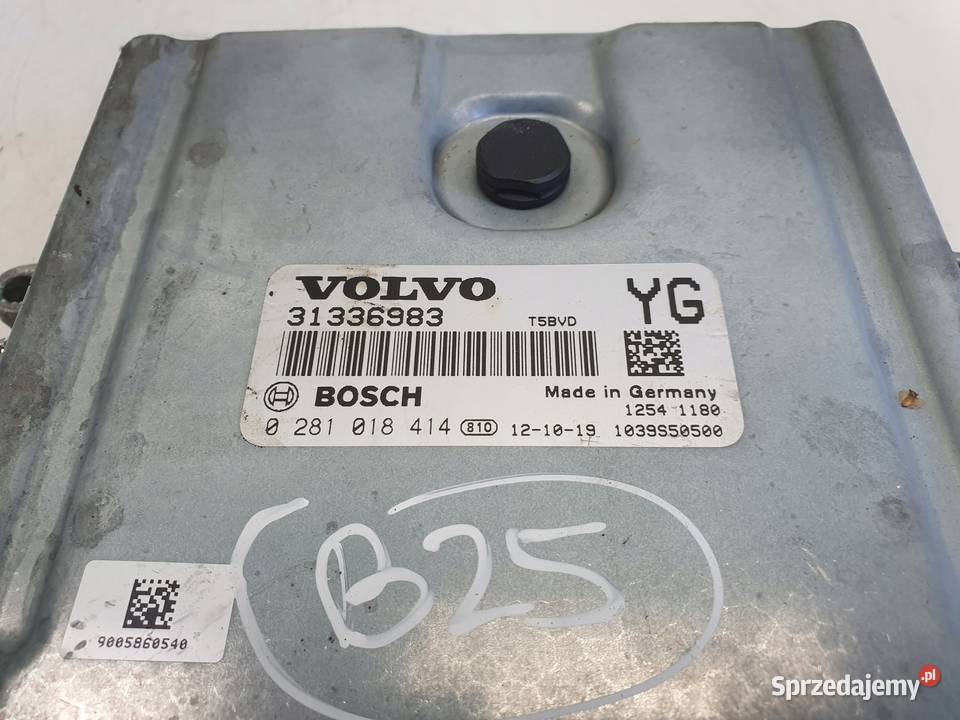 VOLVO
YG
31336983
T5BVD
BOSCH
Made in Germany
1254 1180
0 281 018 414 810 12-10-19 1039S50500
B25
9005860540
Sprzedajemy.pl